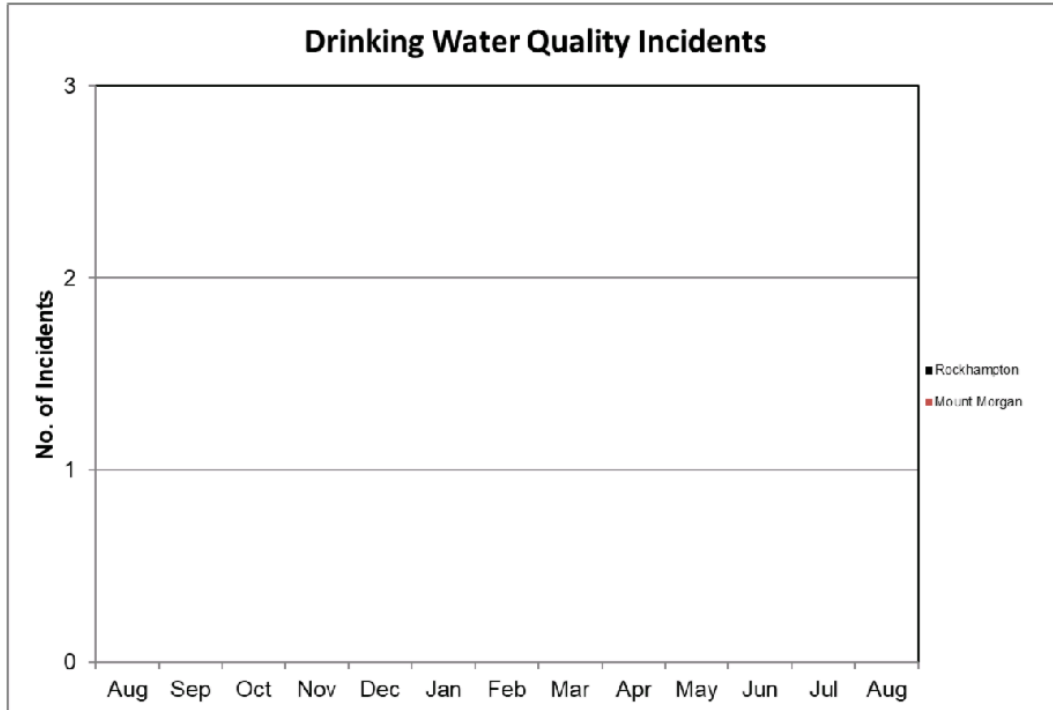 Drinking Water Quality Incidents
3
2
1
0
No. of Incidents
Aug Sep Oct Nov Dec Jan Feb Mar Apr May Jun Jul Aug
Rockhampton
Mount Morgan